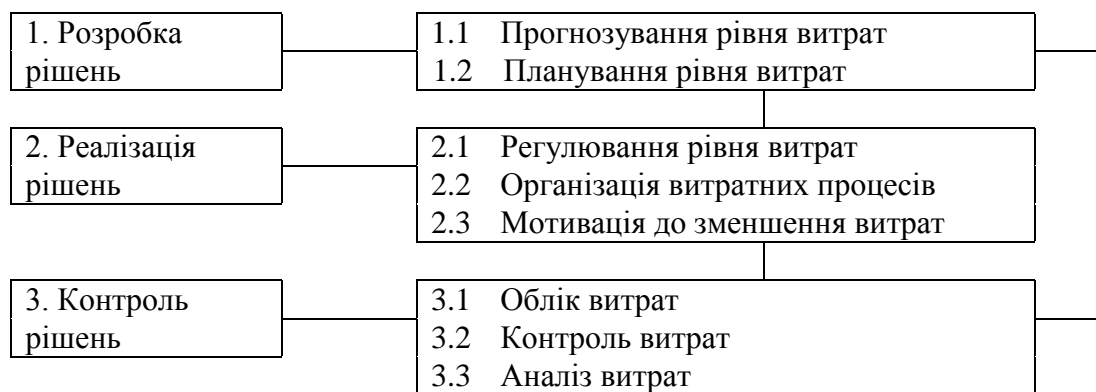 1. Розробка
рішень
1.1 Прогнозування рівня витрат
1.2 Планування рівня витрат
2. Реалізація
рішень
2.1 Регулювання рівня витрат
2.2 Організація витратних процесів
2.3 Мотивація до зменшення витрат
3. Контроль
рішень
3.1 Облік витрат
3.2 Контроль витрат
3.3 Аналіз витрат